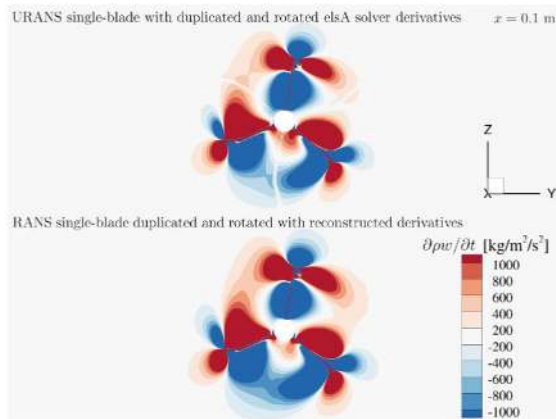 URANS single-blade with duplicated and rotated elsA solver derivatives
x = 0.1 m
Z
X
Y
RANS single-blade duplicated and rotated with reconstructed derivatives
∂ρw/∂t [kg/m²/s²]
1000
800
600
400
200
-200
-400
-600
-800
-1000